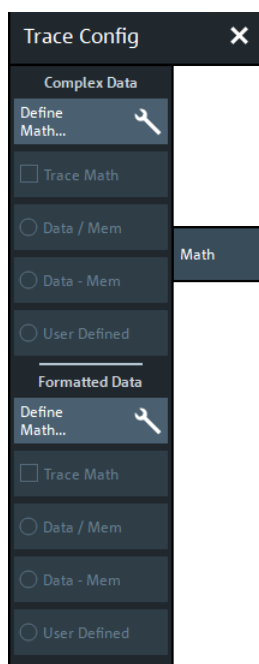 Trace Config
Complex Data
Define
Math...
Trace Math
Data / Mem
Math
Data - Mem
User Defined
Formatted Data
Define
Math...
Trace Math
Data / Mem
Data - Mem
User Defined